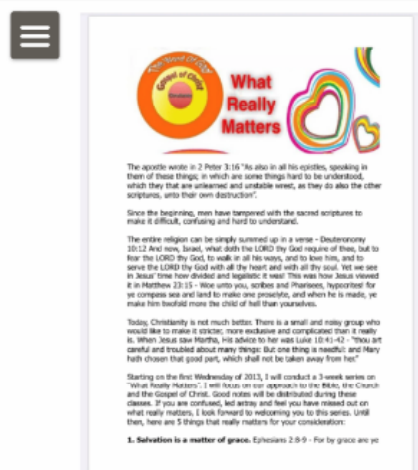 The Word of God
Gospel of Christ
What
Really
Matters
The apostle wrote in 2 Peter 3:16 "As also in all his epistles, speaking in
them of these things; in which are some things hard to be understood,
which they that are unlearned and unstable wrest, as they do also the other
scriptures, unto their own destruction".
Since the beginning, men have tampered with the sacred scriptures to
make it difficult, confusing and hard to understand.
The entire religion can be simply summed up in a verse - Deuteronomy
10:12 And now, Israel, what doth the LORD thy God require of thee, but to
fear the LORD thy God, to walk in all his ways, and to love him, and to
serve the LORD thy God with all thy heart and with all thy soul. Yet we see
in Jesus' time how divided and legalistic it was! This was how Jesus viewed
it in Matthew 23:15 - Woe unto you, scribes and Pharisees, hypocrites! for
ye compass sea and land to make one proselyte, and when he is made, ye
make him twofold more the child of hell than yourselves.
Today, Christianity is not much better. There is a small and noisy group who
would like to make it stricter, more exclusive and complicated than it really
is. When Jesus saw Martha, His advice to her was Luke 10:41-42 - "thou art
careful and troubled about many things: But one thing is needful: and Mary
hath chosen that good part, which shall not be taken away from her."
Starting on the first Wednesday of 2013, I will conduct a 3-week series on
"What Really Matters". I will focus on our approach to the Bible, the Church
and the Gospel of Christ. Good notes will be distributed during these
classes. If you are confused, led astray and feel you have missed out on
what really matters, I look forward to welcoming you to this series. Until
then, here are 5 things that really matters for your consideration:
1. Salvation is a matter of grace. Ephesians 2:8-9 - For by grace are ye